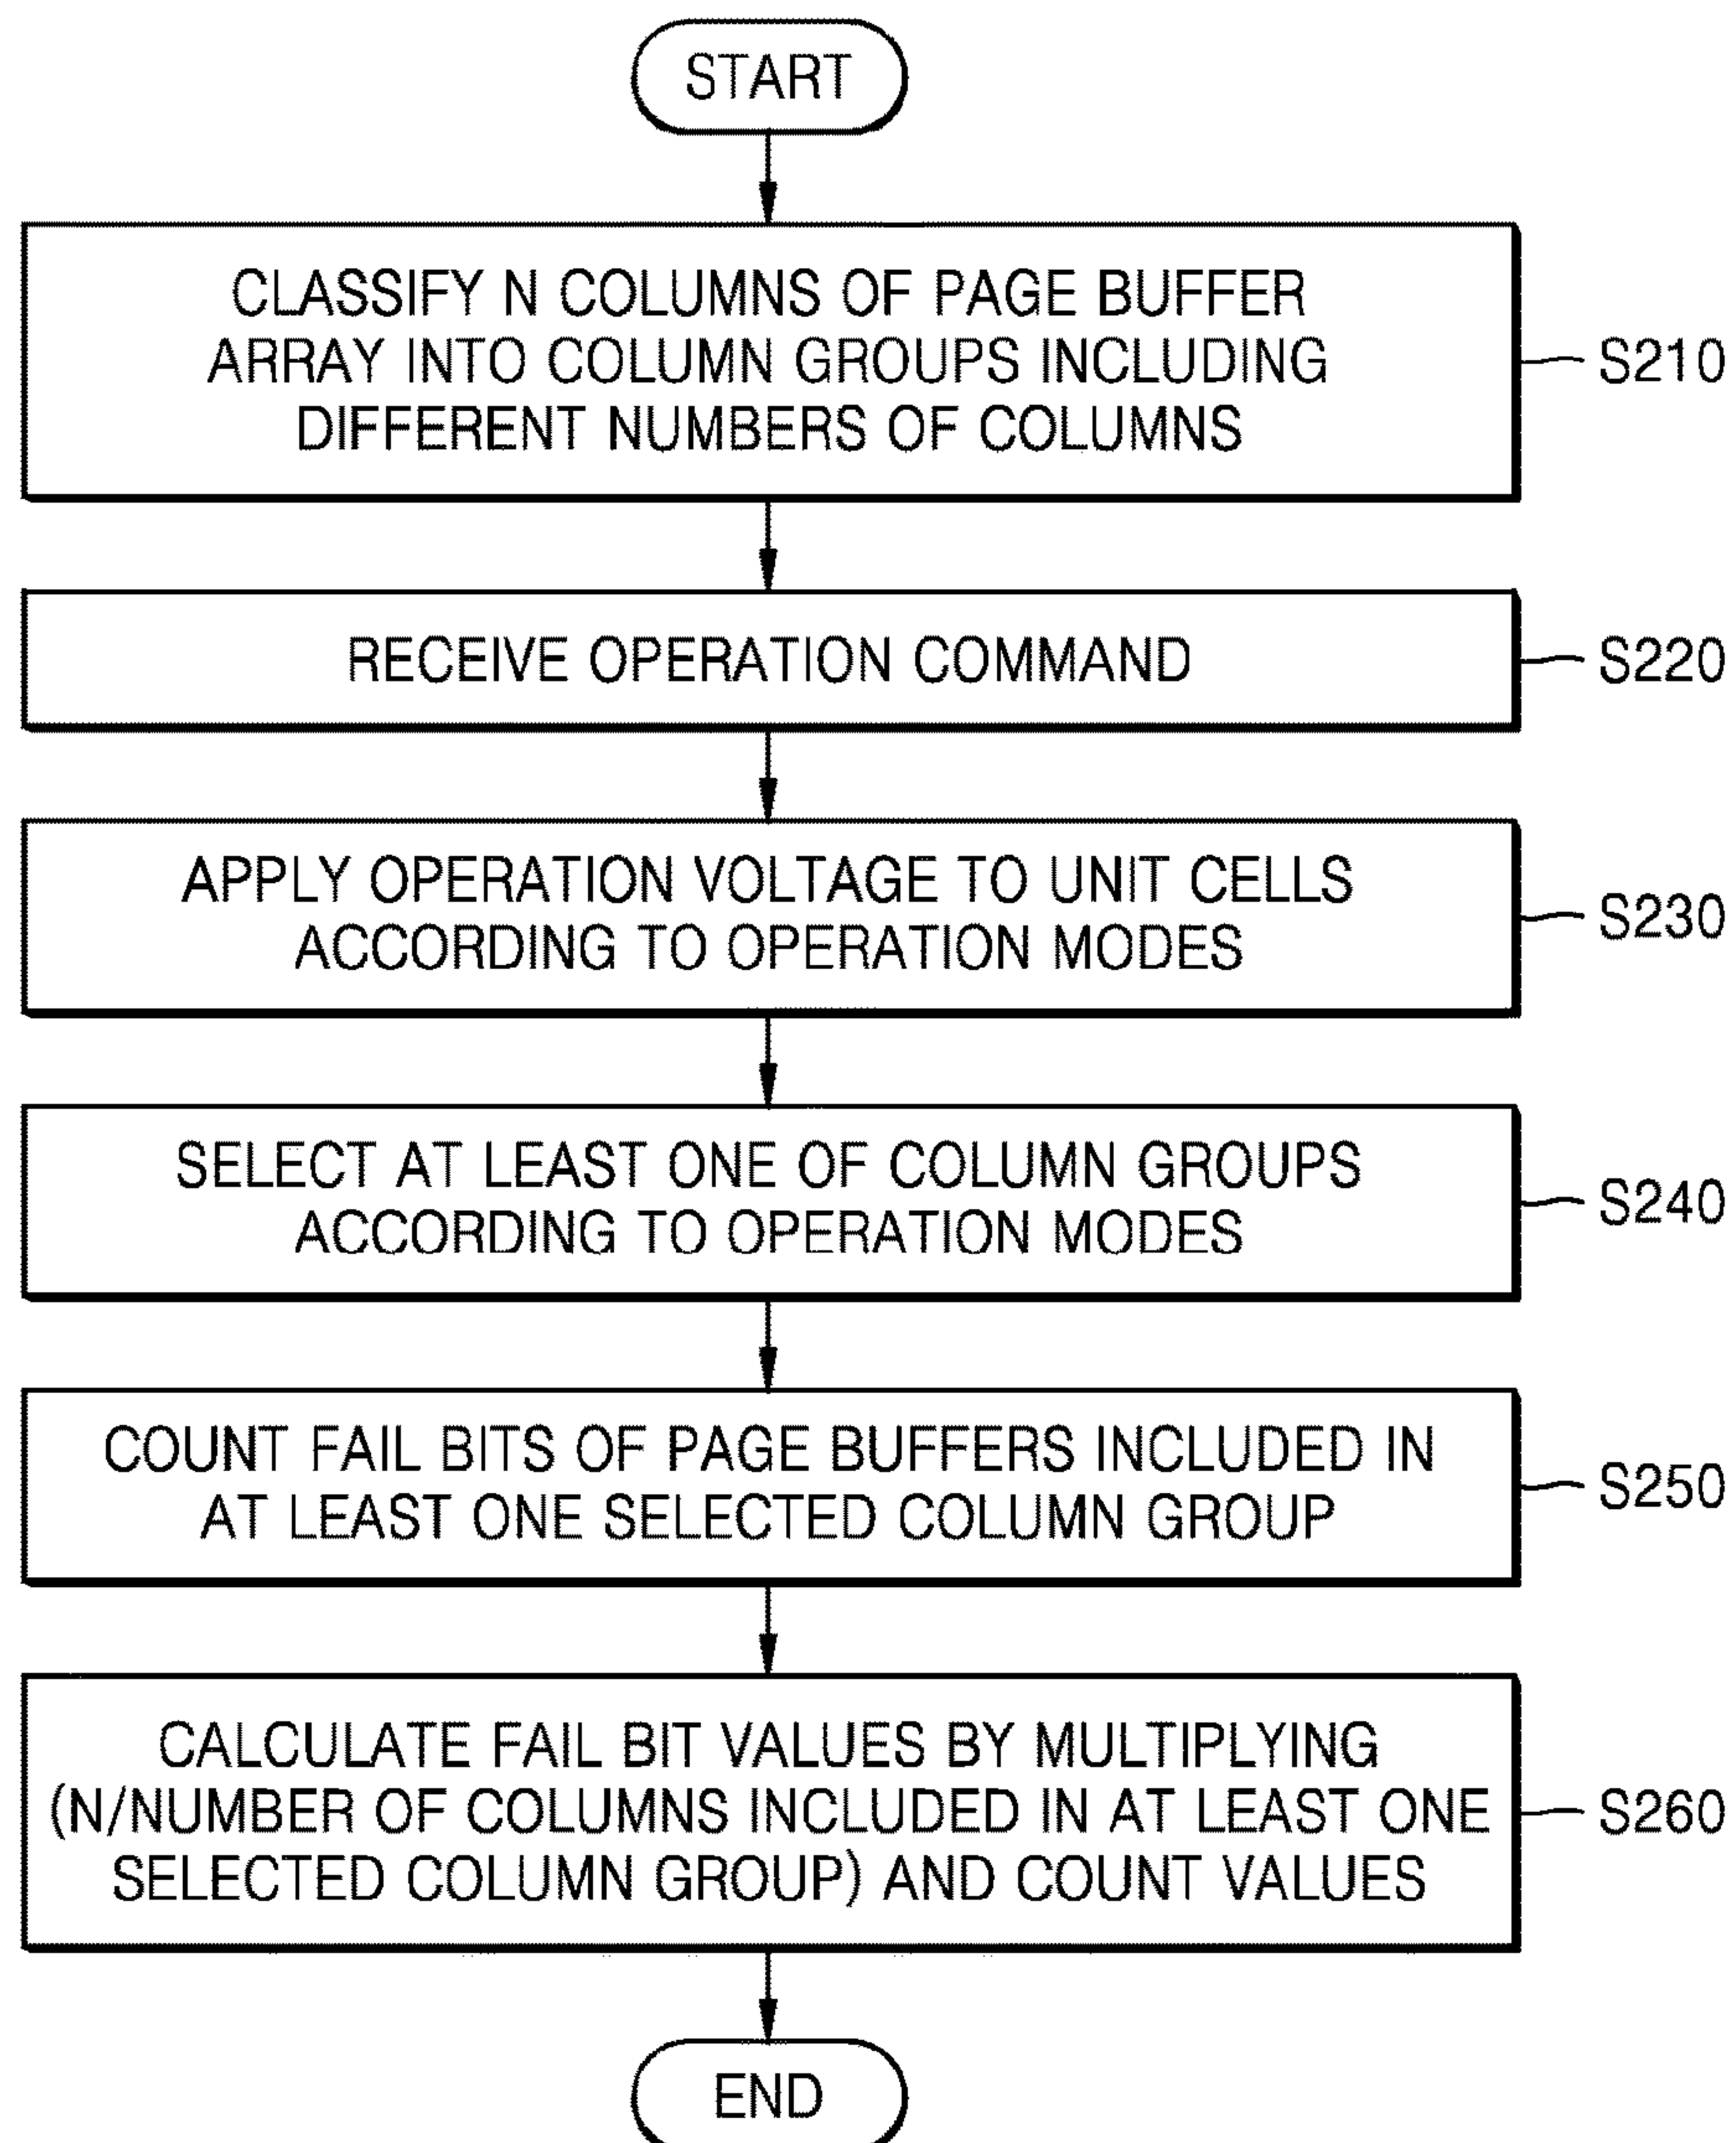 START
CLASSIFY N COLUMNS OF PAGE BUFFER
ARRAY INTO COLUMN GROUPS INCLUDING
DIFFERENT NUMBERS OF COLUMNS
S210
RECEIVE OPERATION COMMAND
S220
APPLY OPERATION VOLTAGE TO UNIT CELLS
ACCORDING TO OPERATION MODES
S230
SELECT AT LEAST ONE OF COLUMN GROUPS
ACCORDING TO OPERATION MODES
S240
COUNT FAIL BITS OF PAGE BUFFERS INCLUDED IN
AT LEAST ONE SELECTED COLUMN GROUP
S250
CALCULATE FAIL BIT VALUES BY MULTIPLYING
(N/NUMBER OF COLUMNS INCLUDED IN AT LEAST ONE
SELECTED COLUMN GROUP) AND COUNT VALUES
S260
END